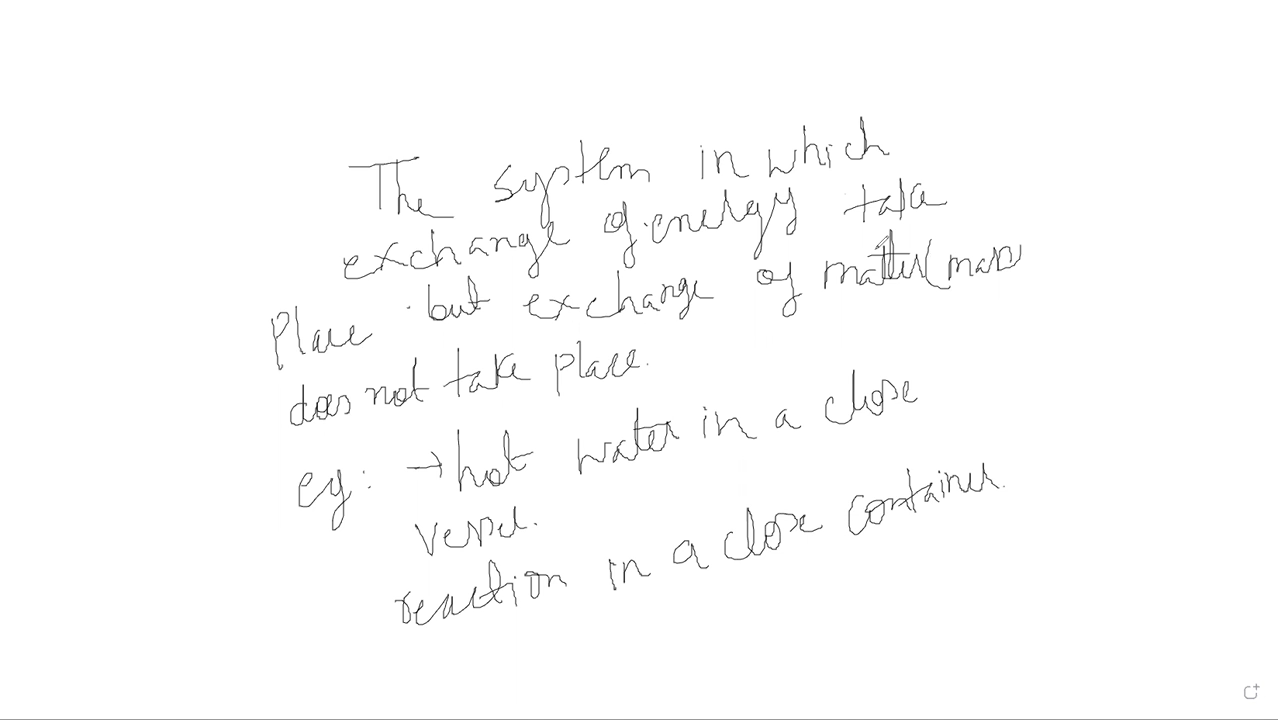 The system in which
exchange of energy take
Place but exchange of matter(mass
does not take place.
eg: → hot water in a close
vessel.
reaction in a close container.